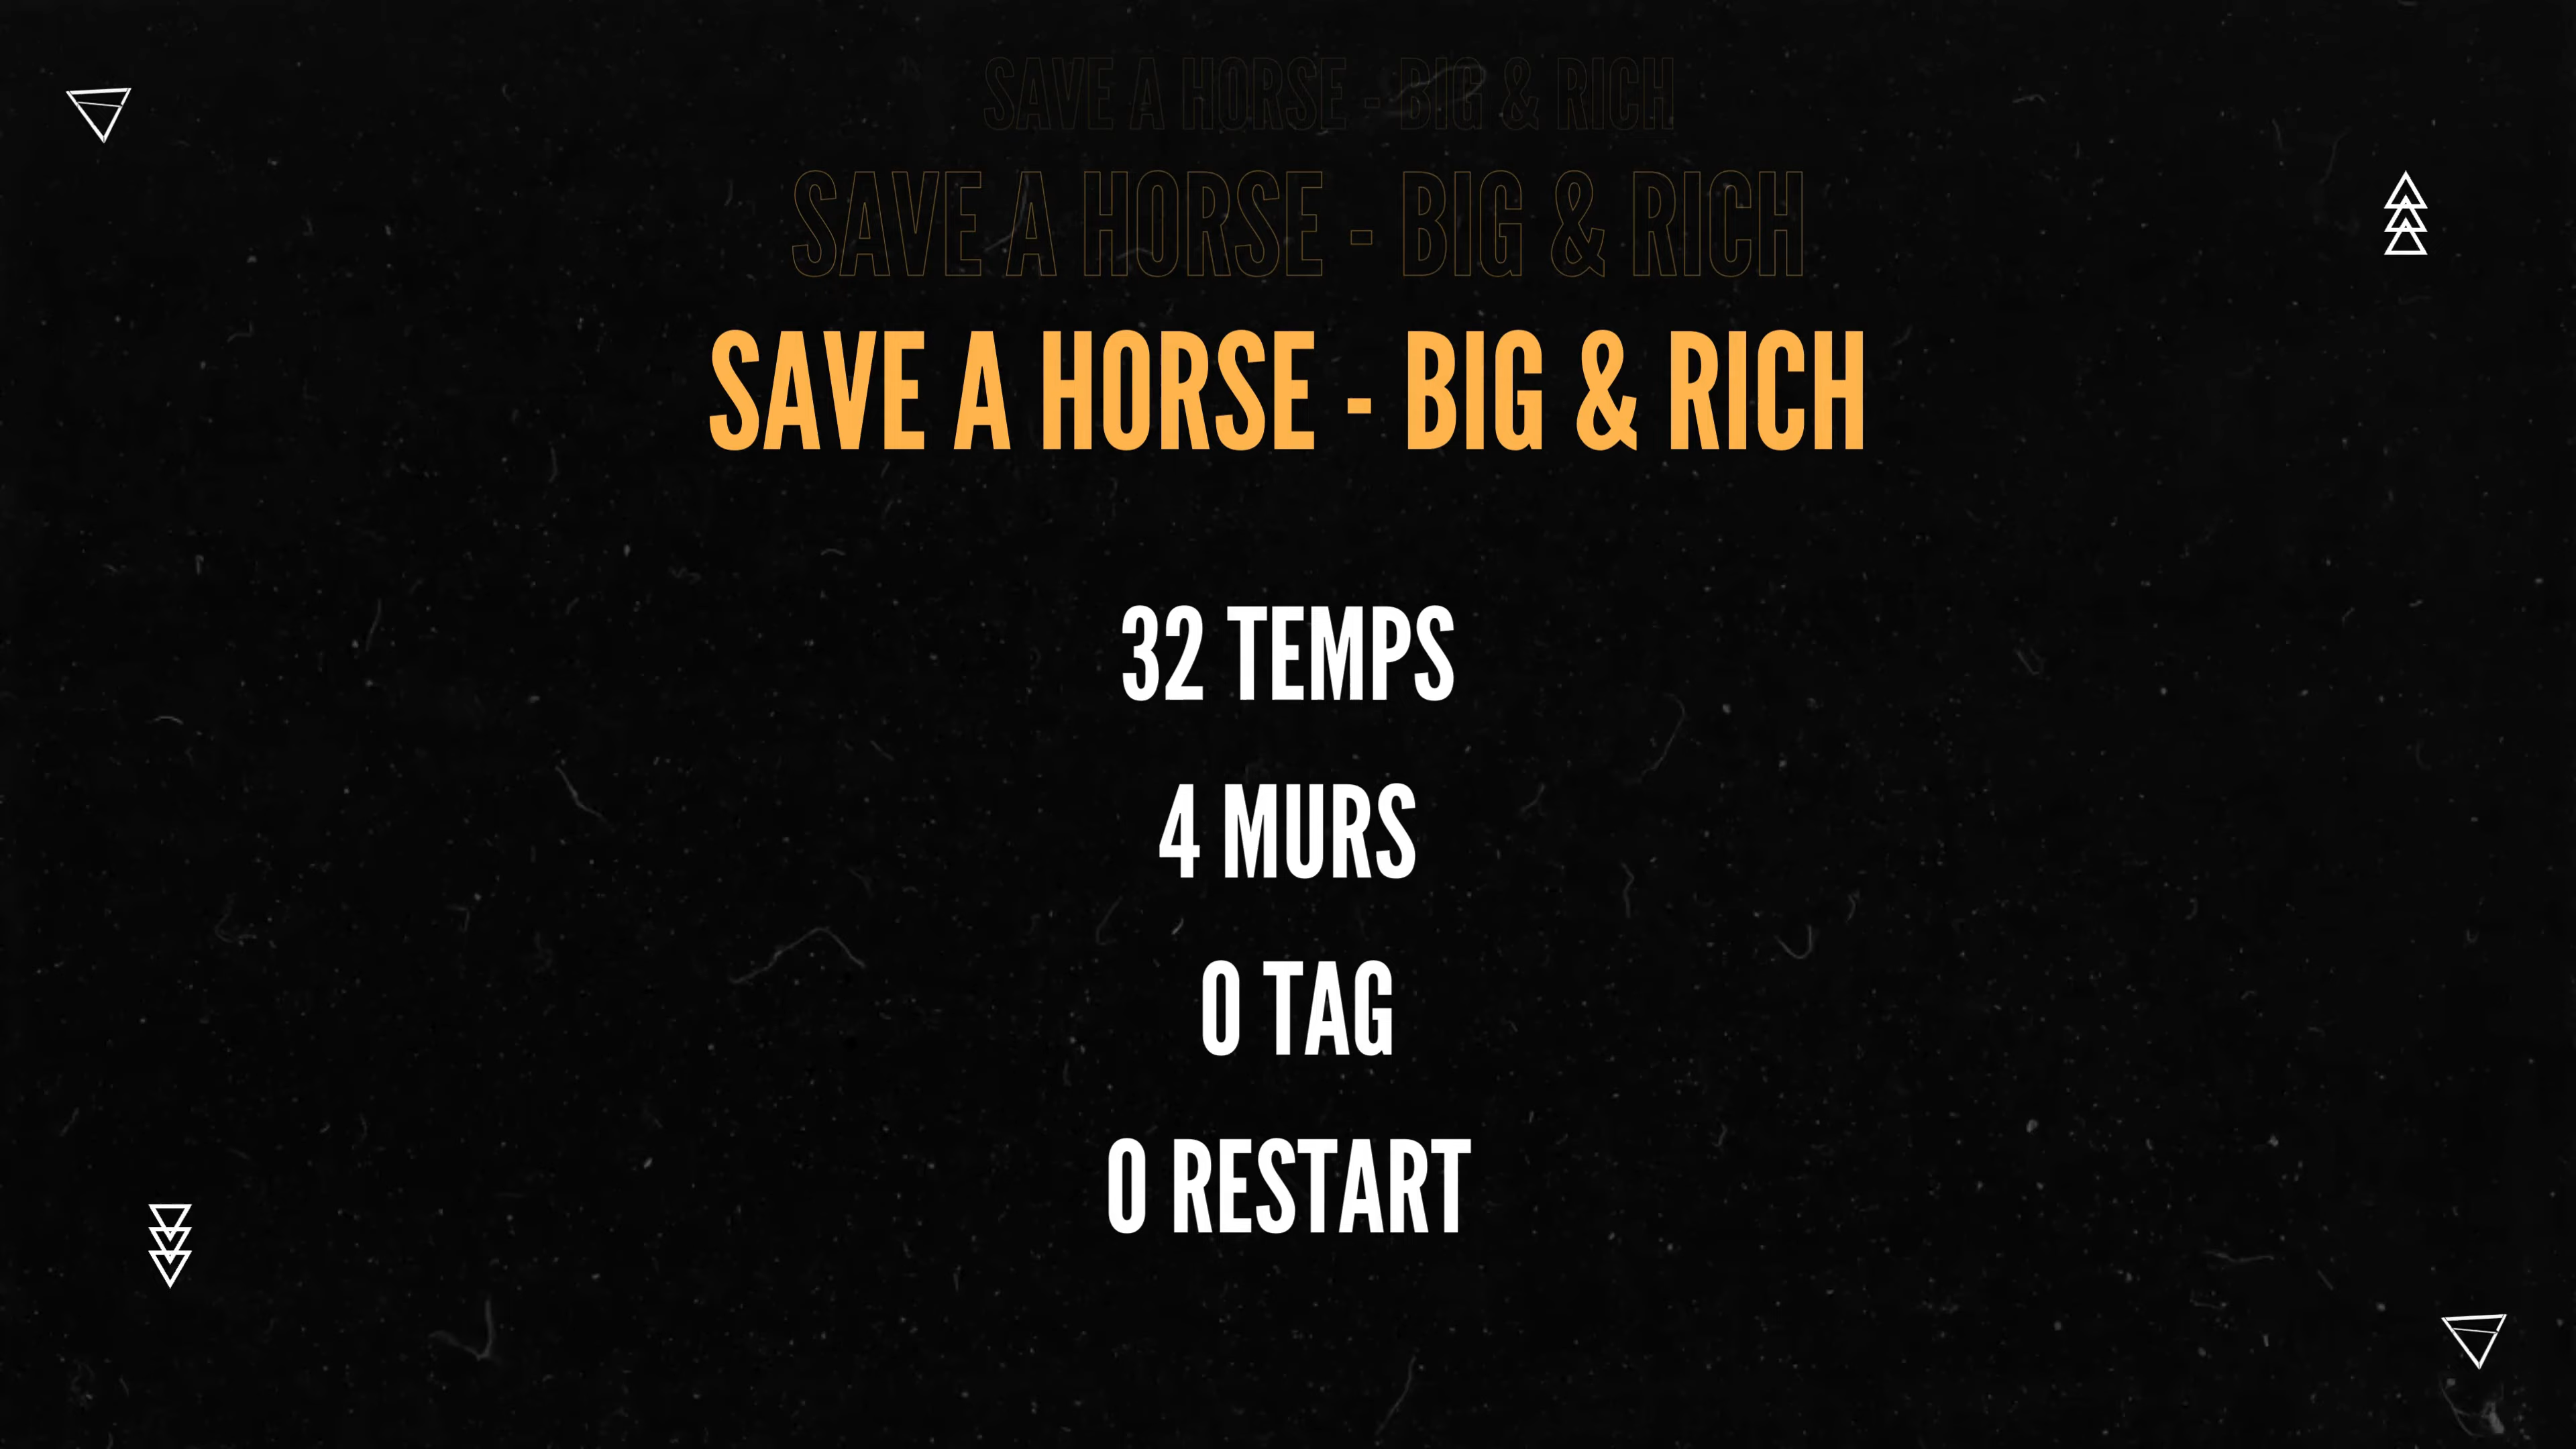 SAVE A HORSE - BIG & RICH
SAVE A HORSE - BIG & RICH
SAVE A HORSE - BIG & RICH
32 TEMPS
4 MURS
0 TAG
0 RESTART